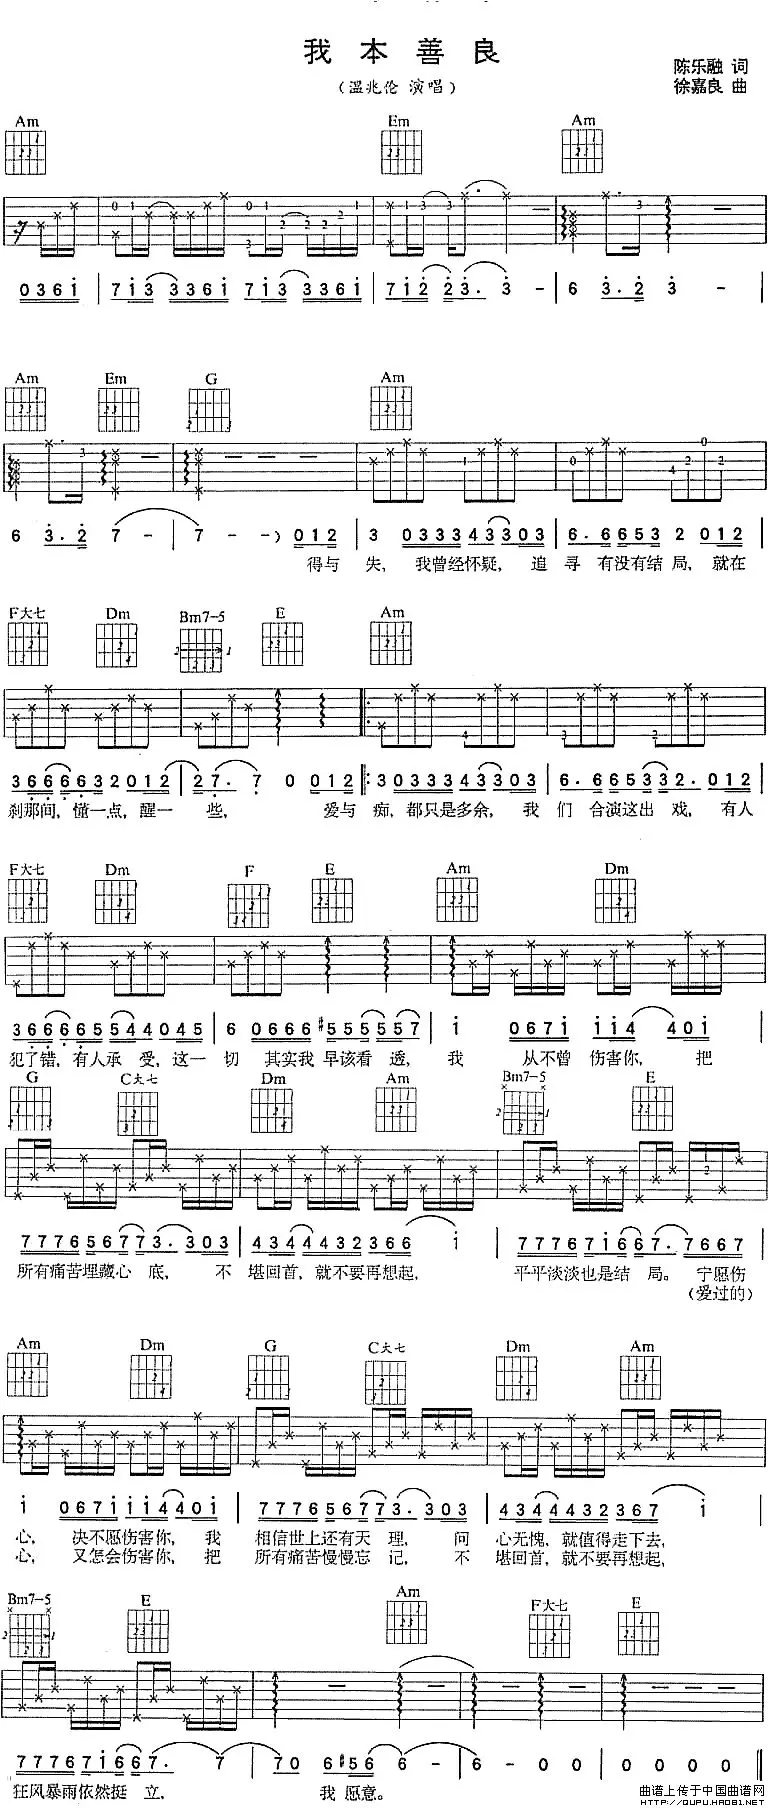 我本善良
（温兆伦 演唱）
陈乐融 词
徐嘉良 曲
Am Em Am
0 3 6 1 | 7 1 3 3 3 6 1 7 1 3 3 3 6 1 | 7 1 2 2 3· 3 - | 6 3· 2 3 - |
Am Em G Am
6 3· 2 7 - | 7 - - ) 0 1 2 | 3 0 3 3 3 4 3 3 0 3 | 6· 6 6 5 3 2 0 1 2 |
得与 失，我曾经怀疑，追 寻 有没有结局，就在
F大七 Dm Bm7-5 E Am
3 6 6 6 6 3 2 0 1 2 | 2 7· 7 0 0 1 2 |: 3 0 3 3 3 4 3 3 0 3 | 6· 6 6 5 3 3 2· 0 1 2 |
刹那间，懂一点，醒一 些， 爱与 痴，都只是多余，我 们 合演这出 戏，有人
F大七 Dm F E Am Dm
3 6 6 6 6 5 5 4 4 0 4 5 | 6 0 6 6 6 #5 5 5 5 5 7 | 1 0 6 7 1 1 1 4 4 0 1 |
犯了错，有人承 受，这一 切 其实我 早该看 透，我 从不曾 伤害你， 把
G C大七 Dm Am Bm7-5 E
7 7 7 6 5 6 7 7 3· 3 0 3 | 4 3 4 4 4 3 2 3 6 6 1 | 7 7 7 6 7 1 6 6 7· 7 6 6 7 |
所有痛苦埋藏心 底， 不 堪回首，就不要再想起， 平平淡淡也是结 局。 宁愿伤
(爱过的)
Am Dm G C大七 Dm Am
1 0 6 7 1 1 1 4 4 0 1 | 7 7 7 6 5 6 7 7 3· 3 0 3 | 4 3 4 4 4 3 2 3 6 7 1 |
心， 决不愿伤害你， 我 相信世上还有天 理， 问 心无愧，就值得走下去，
心， 又怎会伤害你， 把 所有痛苦慢慢忘 记， 不 堪回首，就不要再想起，
Bm7-5 E Am F大七 E
7 7 7 6 7 1 6 6 7· 7 | 7 0 6 #5 6 6 - | 6 - 0 0 | 0 0 0 0
狂风暴雨依然挺 立， 我 愿意。
曲谱上传于中国曲谱网
HTTP://QUPU.HAO81.NET